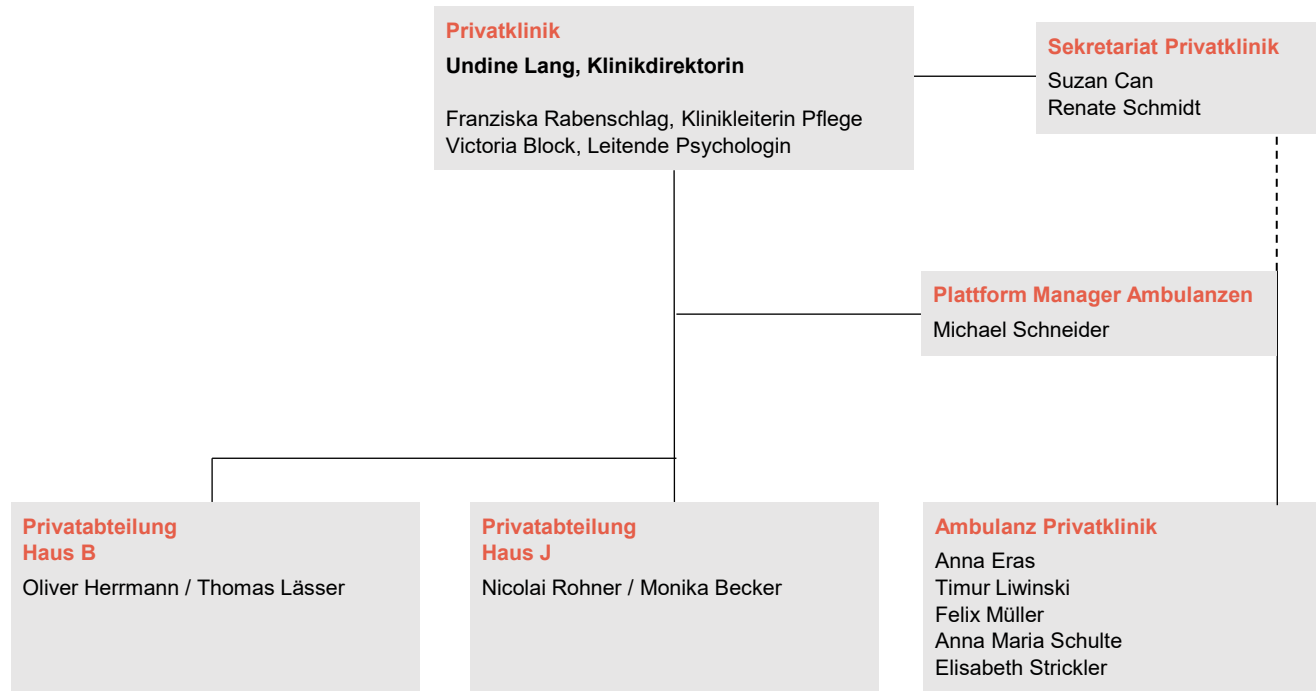 Privatklinik
Undine Lang, Klinikdirektorin
Franziska Rabenschlag, Klinikleiterin Pflege
Victoria Block, Leitende Psychologin
Sekretariat Privatklinik
Suzan Can
Renate Schmidt
Plattform Manager Ambulanzen
Michael Schneider
Privatabteilung
Haus B
Oliver Herrmann / Thomas Lässer
Privatabteilung
Haus J
Nicolai Rohner / Monika Becker
Ambulanz Privatklinik
Anna Eras
Timur Liwinski
Felix Müller
Anna Maria Schulte
Elisabeth Strickler